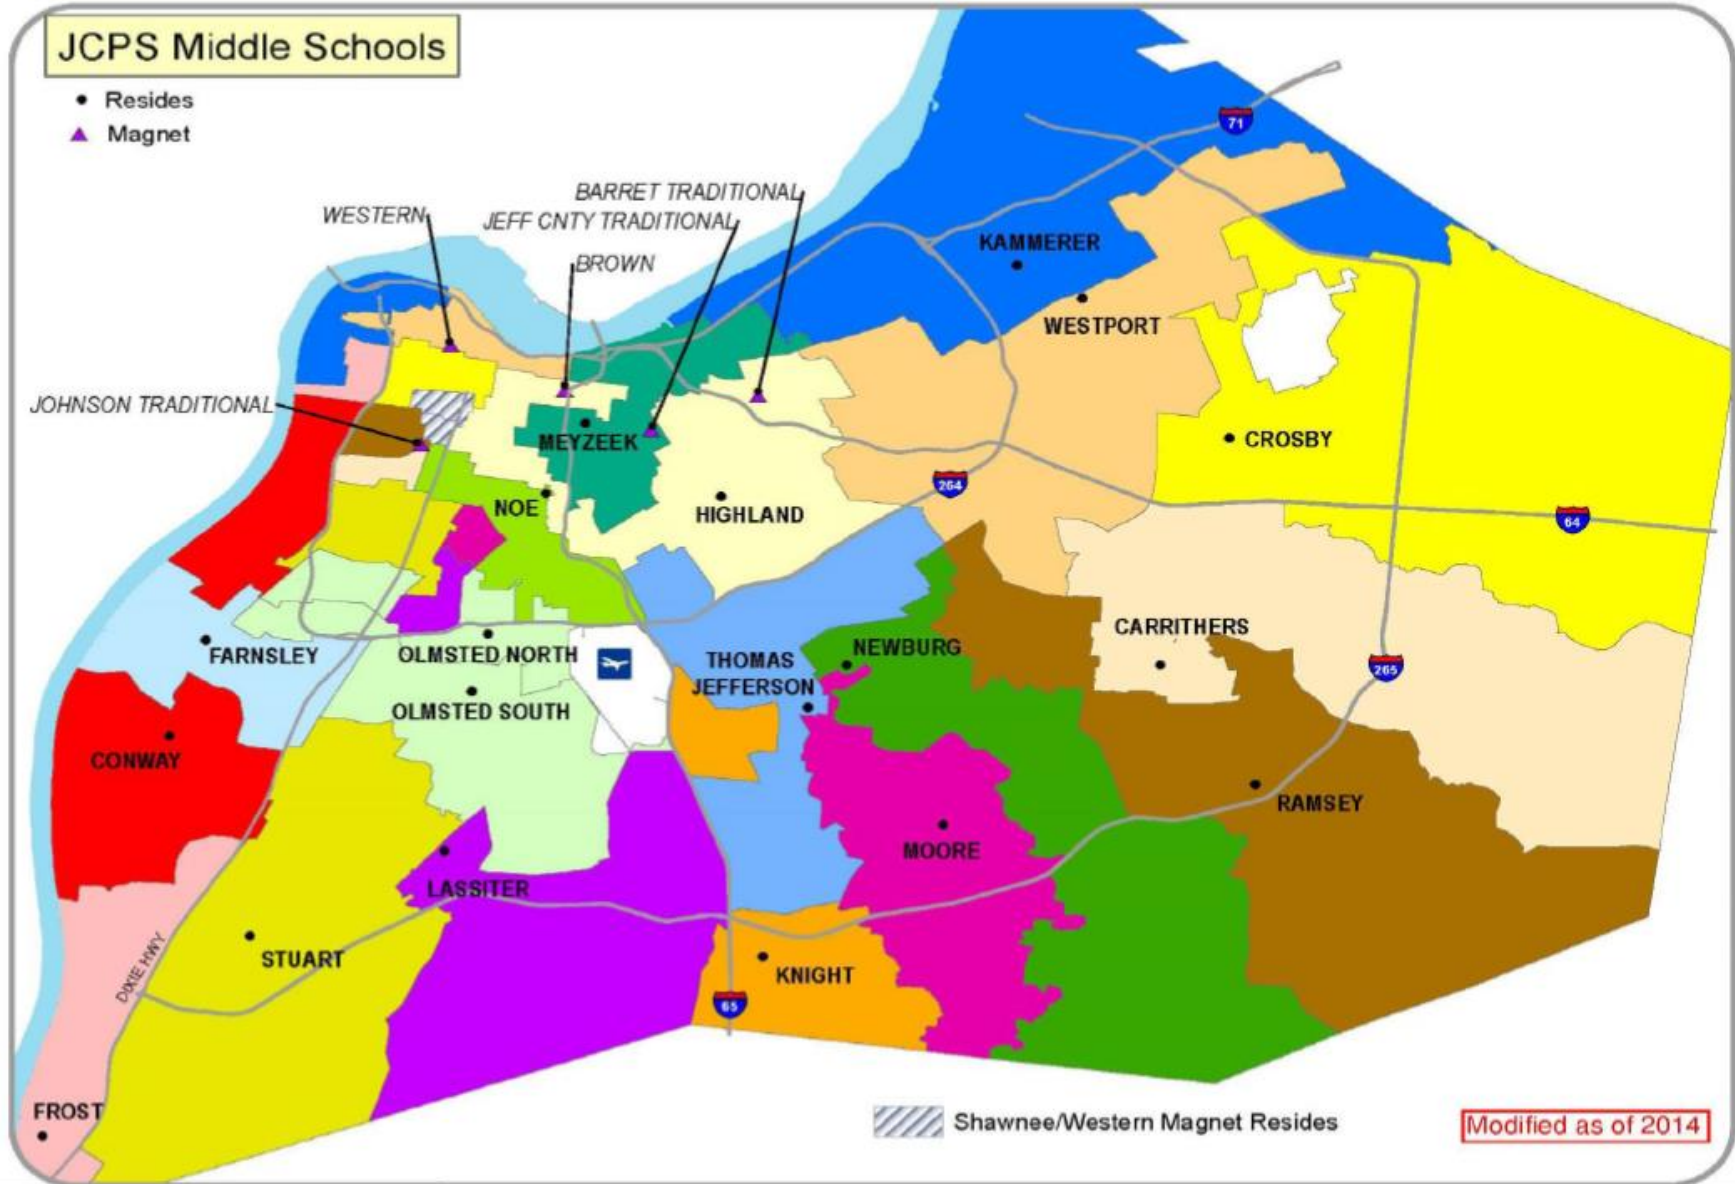 JCPS Middle Schools
Resides
Magnet
BARRET TRADITIONAL
WESTERN
JEFF CNTY TRADITIONAL
BROWN
JOHNSON TRADITIONAL
71
KAMMERER
WESTPORT
MEYZEEK
CROSBY
NOE
HIGHLAND
264
64
FARNSLEY
OLMSTED NORTH
OLMSTED SOUTH
THOMAS
JEFFERSON
NEWBURG
CARRITHERS
265
CONWAY
RAMSEY
MOORE
LASSITER
STUART
DIXIE HWY
KNIGHT
65
FROST
Shawnee/Western Magnet Resides
Modified as of 2014